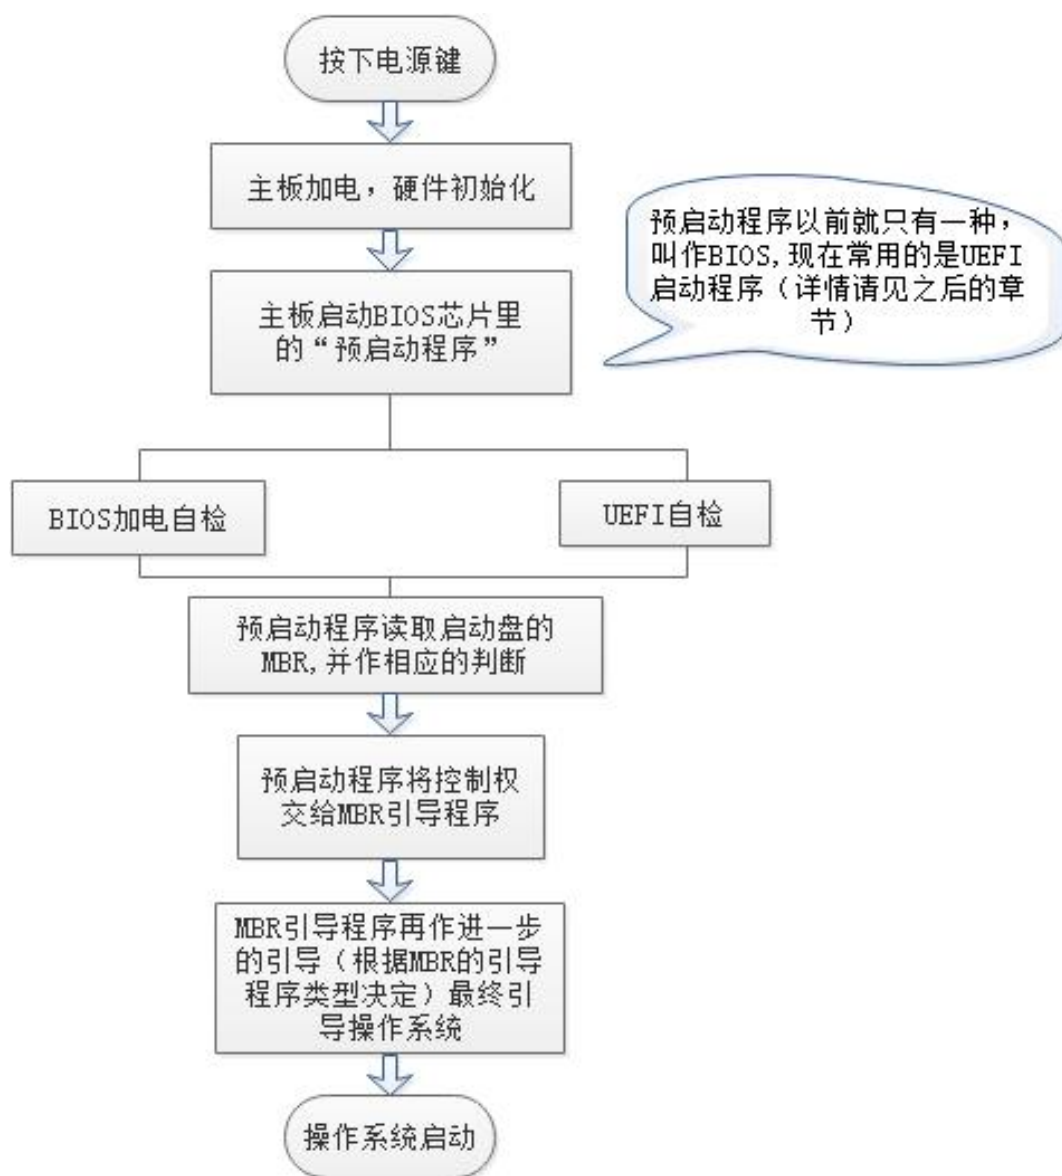 按下电源键
主板加电，硬件初始化
预启动程序以前就只有一种，
叫作BIOS,现在常用的是UEFI
启动程序（详情请见之后的章
节）
主板启动BIOS芯片里
的“预启动程序”
BIOS加电自检
UEFI自检
预启动程序读取启动盘的
MBR,并作相应的判断
预启动程序将控制权
交给MBR引导程序
MBR引导程序再作进一步
的引导（根据MBR的引导
程序类型决定）最终引
导操作系统
操作系统启动